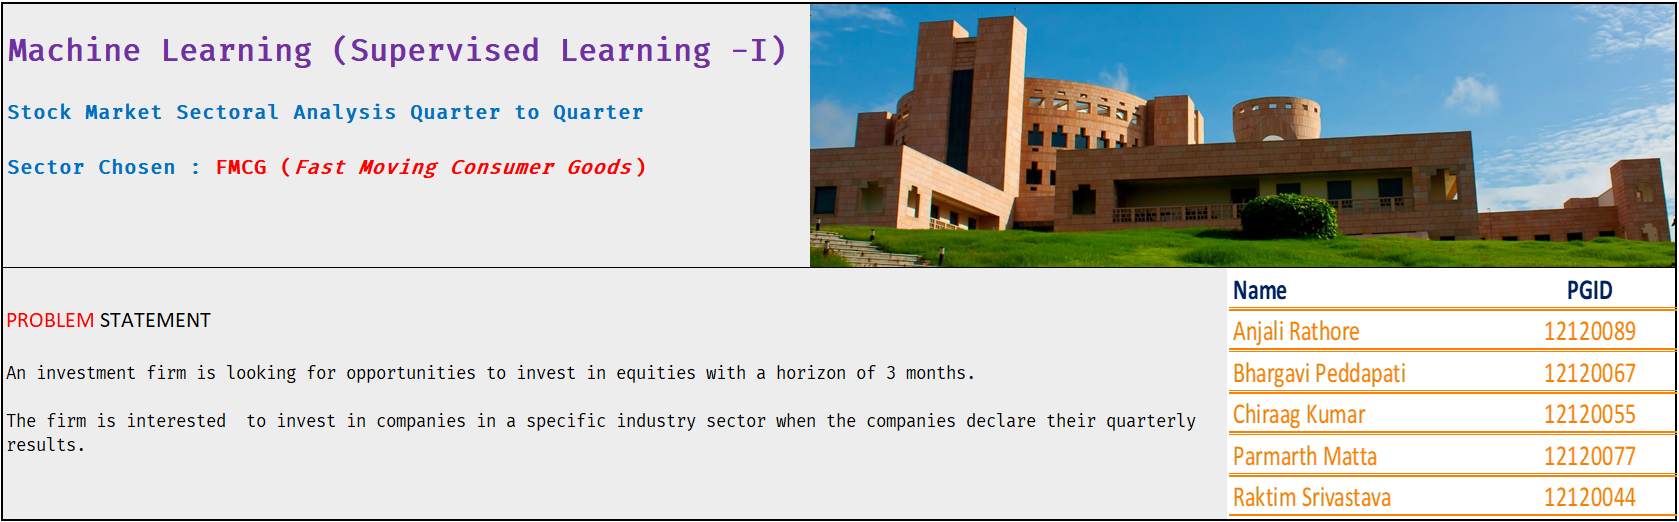 Machine Learning (Supervised Learning -I)
Stock Market Sectoral Analysis Quarter to Quarter
Sector Chosen : FMCG (Fast Moving Consumer Goods)
PROBLEM STATEMENT
An investment firm is looking for opportunities to invest in equities with a horizon of 3 months.
The firm is interested  to invest in companies in a specific industry sector when the companies declare their quarterly
results.
Name PGID
Anjali Rathore 12120089
Bhargavi Peddapati 12120067
Chiraag Kumar 12120055
Parmarth Matta 12120077
Raktim Srivastava 12120044